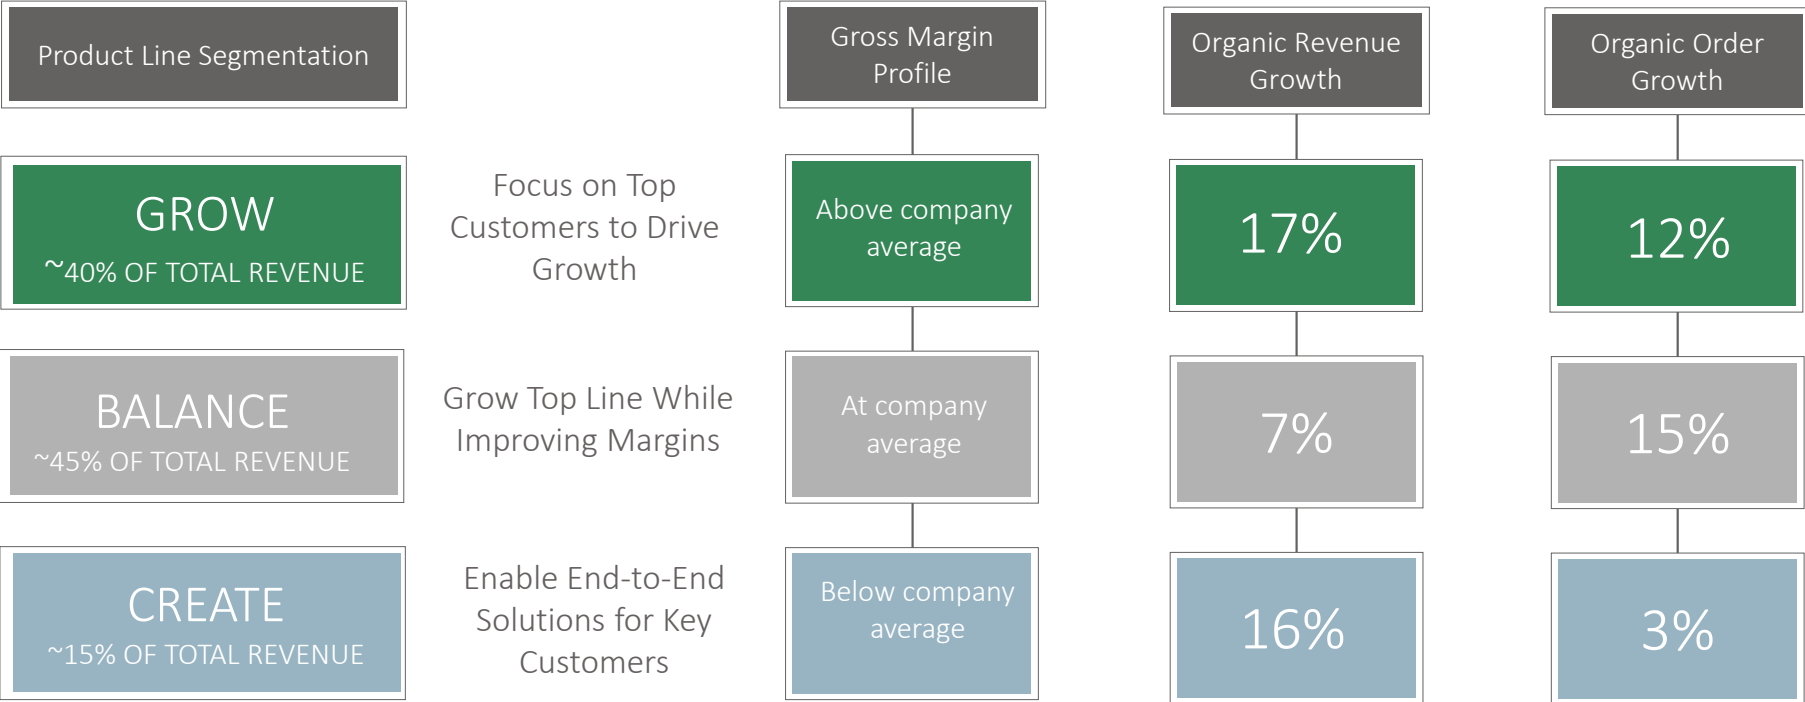 Product Line Segmentation
Gross Margin
Profile
Organic Revenue
Growth
Organic Order
Growth
GROW
~40% OF TOTAL REVENUE
Focus on Top
Customers to Drive
Growth
Above company
average
17%
12%
BALANCE
~45% OF TOTAL REVENUE
Grow Top Line While
Improving Margins
At company
average
7%
15%
CREATE
~15% OF TOTAL REVENUE
Enable End-to-End
Solutions for Key
Customers
Below company
average
16%
3%